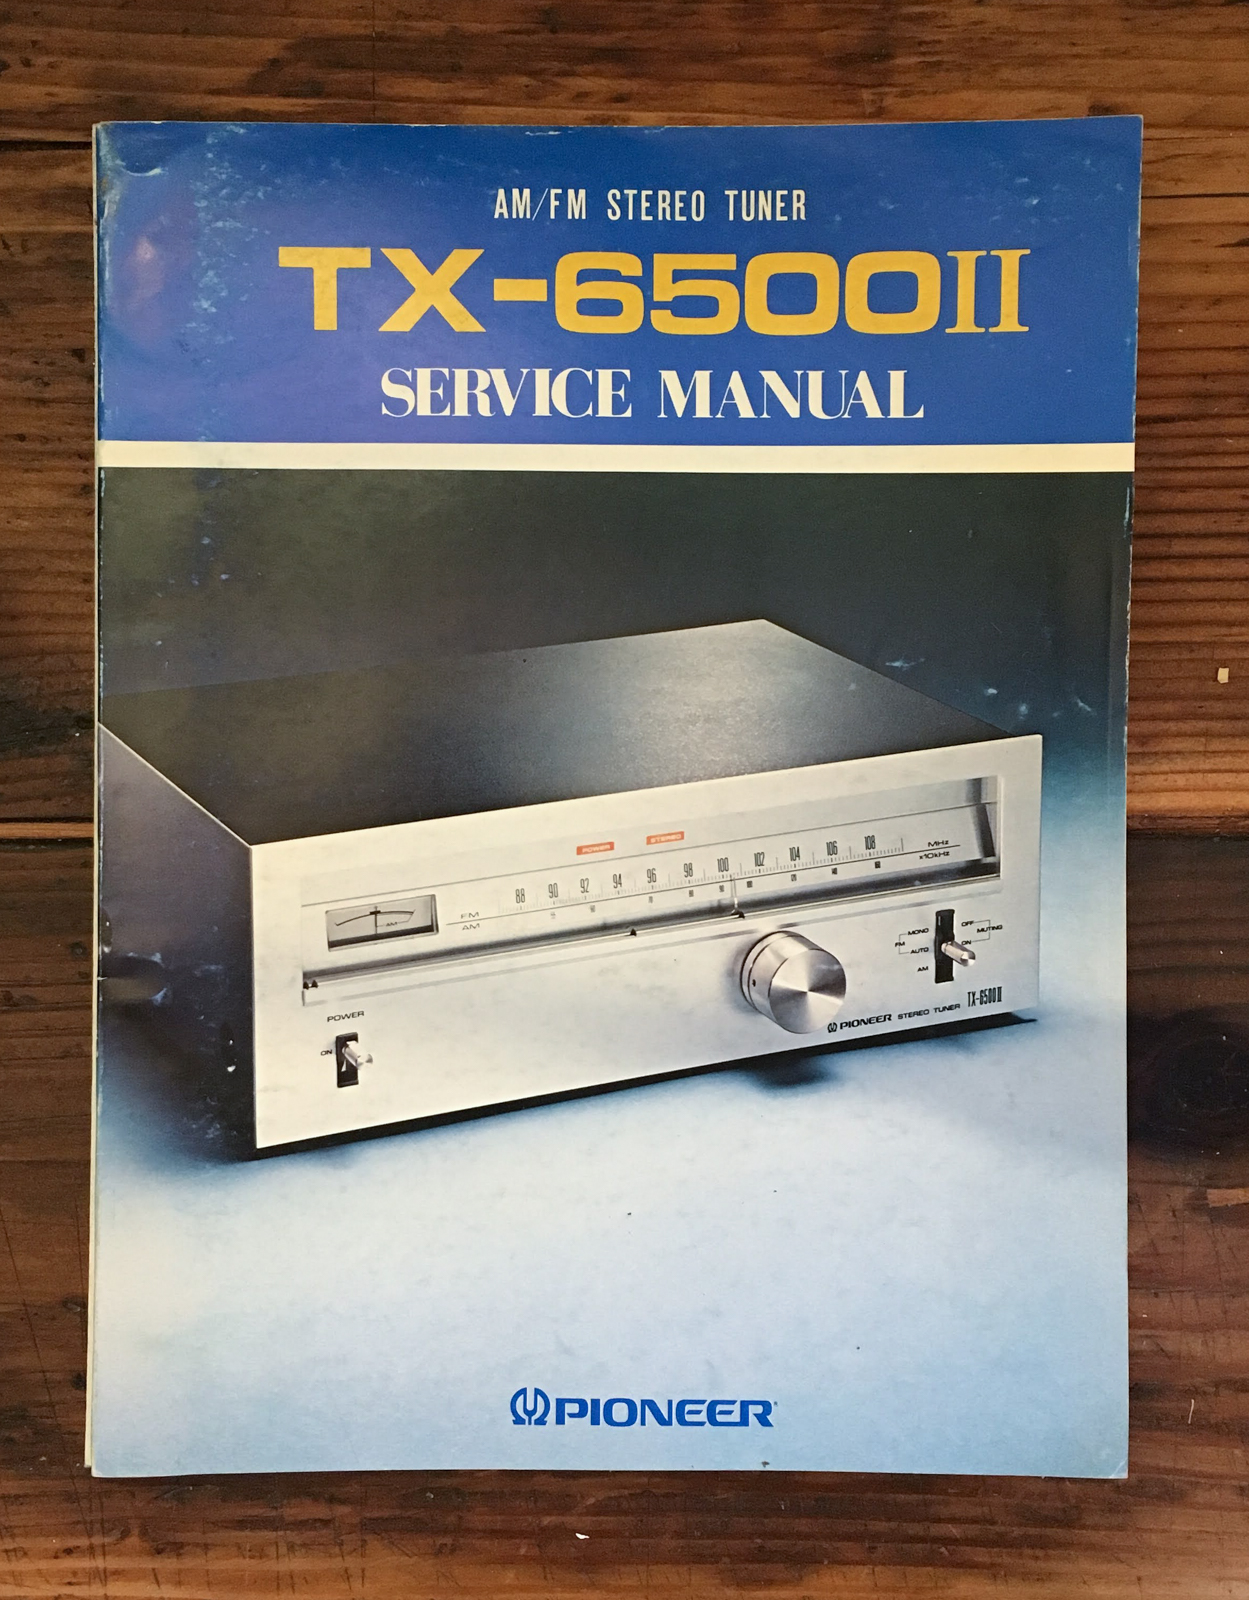 AM/FM STEREO TUNER
TX-6500II
SERVICE MANUAL
POWER STEREO
88 90 92 94 96 98 100 102 104 106 108 MHz
FM
AM
x10kHz
AM
POWER
ON
MONO
FM
AUTO
AM
OFF
MUTING
ON
PIONEER STEREO TUNER TX-6500II
PIONEER